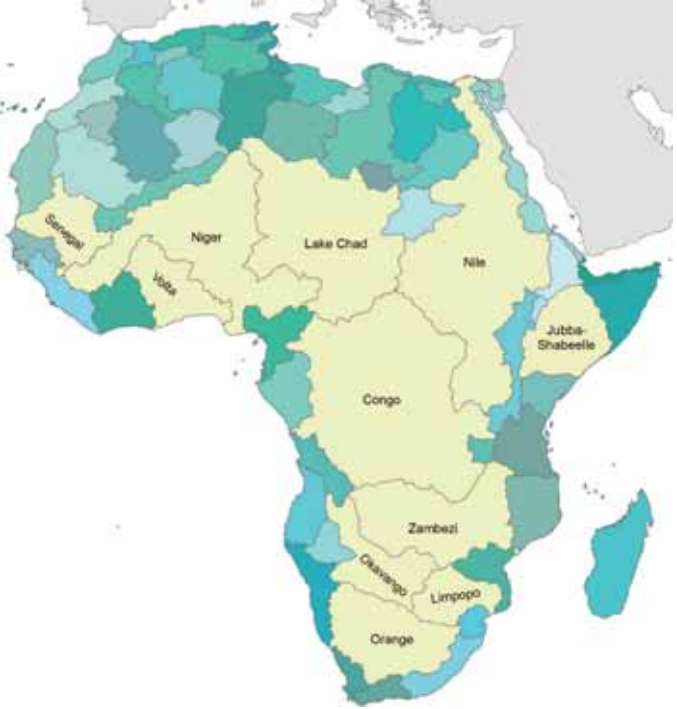 Senegal
Niger
Lake Chad
Nile
Volta
Jubba-
Shabeelle
Congo
Zambezi
Okavango
Limpopo
Orange